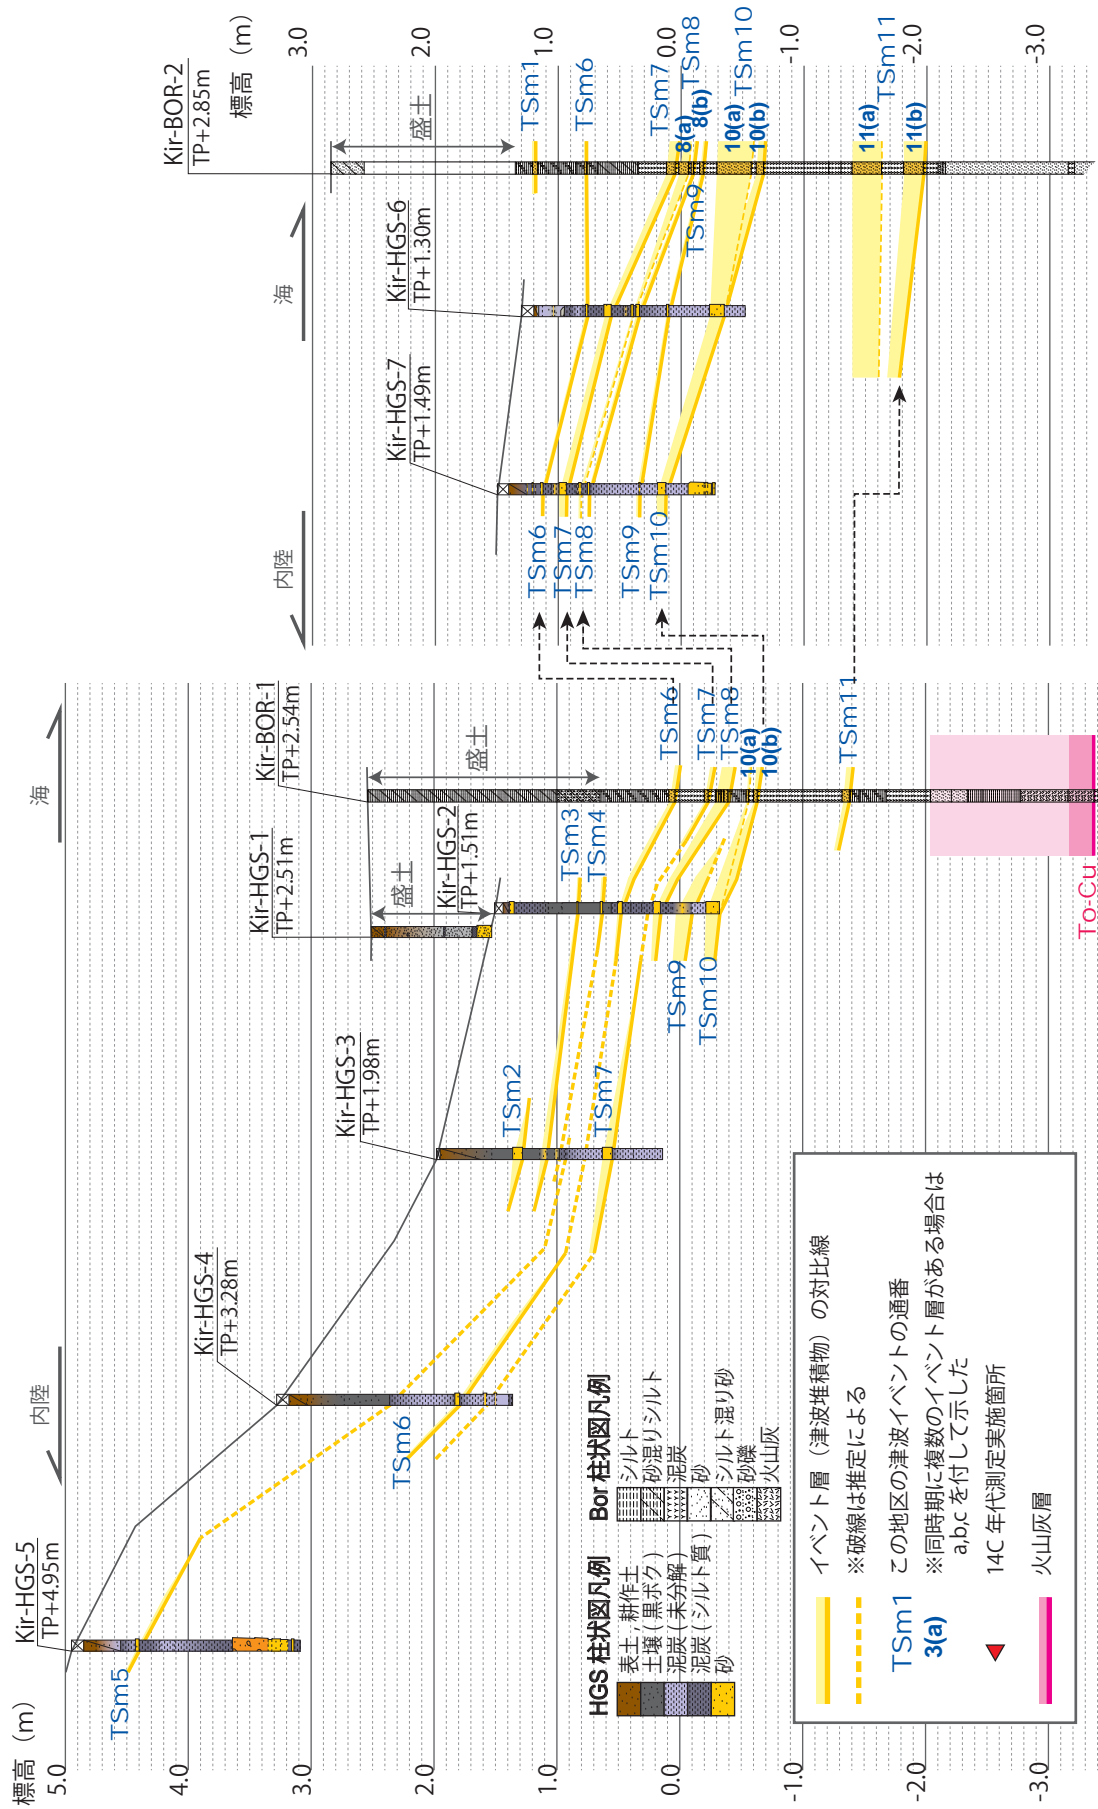 標高（m）
5.0
4.0
3.0
2.0
1.0
0.0
-1.0
-2.0
-3.0
内陸
海
Kir-HGS-5
TP+4.95m
Kir-HGS-4
TP+3.28m
Kir-HGS-3
TP+1.98m
Kir-HGS-1
TP+2.51m
盛土
Kir-HGS-2
TP+1.51m
Kir-BOR-1
TP+2.54m
盛土
TSm5
TSm6
TSm2
TSm7
TSm3
TSm4
TSm9
TSm10
TSm6
TSm7
TSm8
10(a)
10(b)
TSm11
To-Cu
HGS 柱状図凡例
表土 , 耕作土
土壌 ( 黒ボク )
泥炭 ( 未分解 )
泥炭 ( シルト質 )
砂
Bor 柱状図凡例
シルト
砂混りシルト
泥炭
砂
シルト混り砂
砂礫
火山灰
イベント層（津波堆積物）の対比線
※破線は推定による
TSm1
3(a)
この地区の津波イベントの通番
※同時期に複数のイベント層がある場合は
a,b,c を付して示した
14C 年代測定実施箇所
火山灰層
内陸
海
標高（m）
3.0
2.0
1.0
0.0
-1.0
-2.0
-3.0
Kir-HGS-7
TP+1.49m
Kir-HGS-6
TP+1.30m
Kir-BOR-2
TP+2.85m
盛土
TSm6
TSm7
TSm8
TSm9
TSm10
TSm1
TSm6
TSm7
TSm8
8(a)
8(b)
TSm9
TSm10
10(a)
10(b)
TSm11
11(a)
11(b)